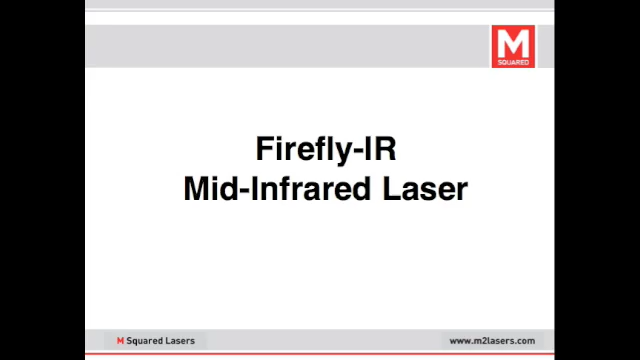 M
SQUARED
Firefly-IR
Mid-Infrared Laser
M Squared Lasers
www.m2lasers.com